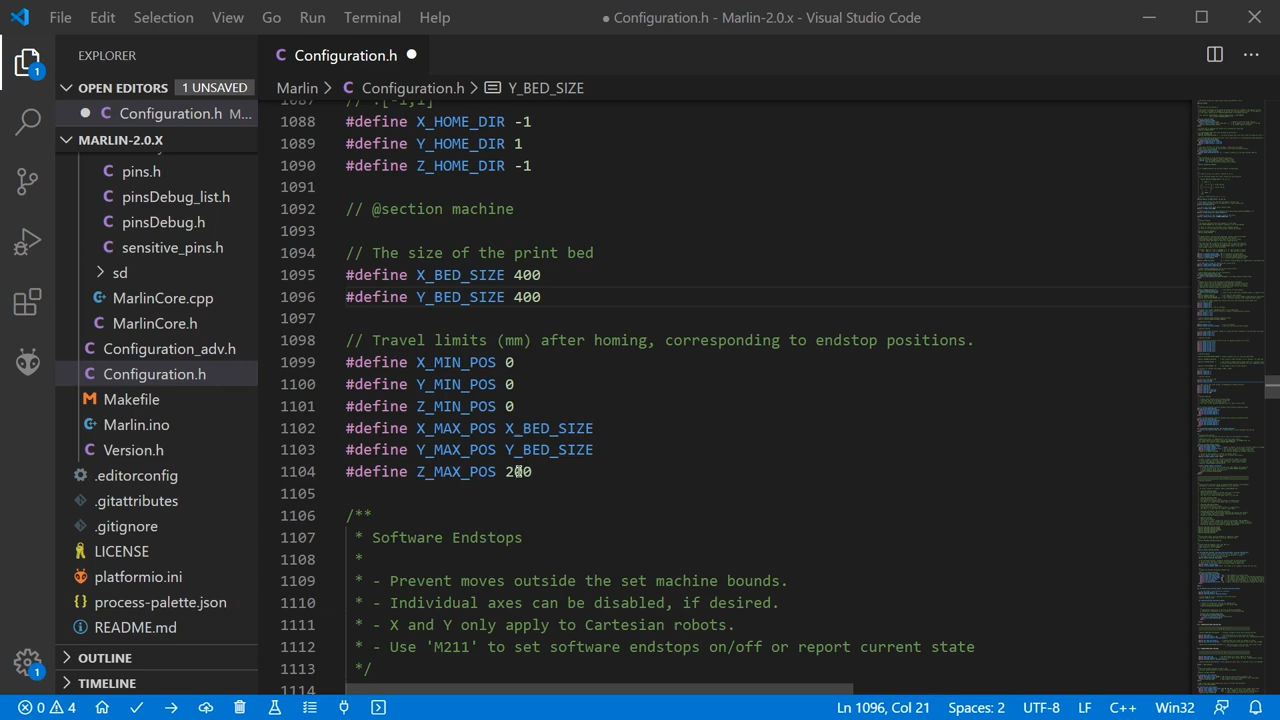 File Edit Selection View Go Run Terminal Help
● Configuration.h - Marlin-2.0.x - Visual Studio Code
EXPLORER
OPEN EDITORS 1 UNSAVED
Configuration.h M...
MARLIN-2.0.X
pins.h
pinsDebug_list.h
pinsDebug.h
sensitive_pins.h
sd
MarlinCore.cpp
MarlinCore.h
Configuration_adv.h
Configuration.h
Makefile
Marlin.ino
Version.h
.editorconfig
.gitattributes
.gitignore
LICENSE
platformio.ini
process-palette.json
README.md
OUTLINE
TIMELINE
1
1
Configuration.h
Marlin > Configuration.h > Y_BED_SIZE
1087 // :[-1,1]
1088 #define X_HOME_DIR -1
1089 #define Y_HOME_DIR 1
1090 #define Z_HOME_DIR -1
1091
1092 // @section machine
1093
1094 // The size of the print bed
1095 #define X_BED_SIZE 400
1096 #define Y_BED_SIZE 400
1097
1098 // Travel limits (mm) after homing, corresponding to endstop positions.
1099 #define X_MIN_POS 0
1100 #define Y_MIN_POS 0
1101 #define Z_MIN_POS 0
1102 #define X_MAX_POS X_BED_SIZE
1103 #define Y_MAX_POS Y_BED_SIZE
1104 #define Z_MAX_POS 200
1105
1106 /**
1107 * Software Endstops
1108 *
1109 * - Prevent moves outside the set machine bounds.
1110 * - Individual axes can be disabled, if desired.
1111 * - X and Y only apply to Cartesian robots.
1112 * - Use 'M211' to set software endstops on/off or report current state
1113 */
1114
0 4 Ln 1096, Col 21 Spaces: 2 UTF-8 LF C++ Win32